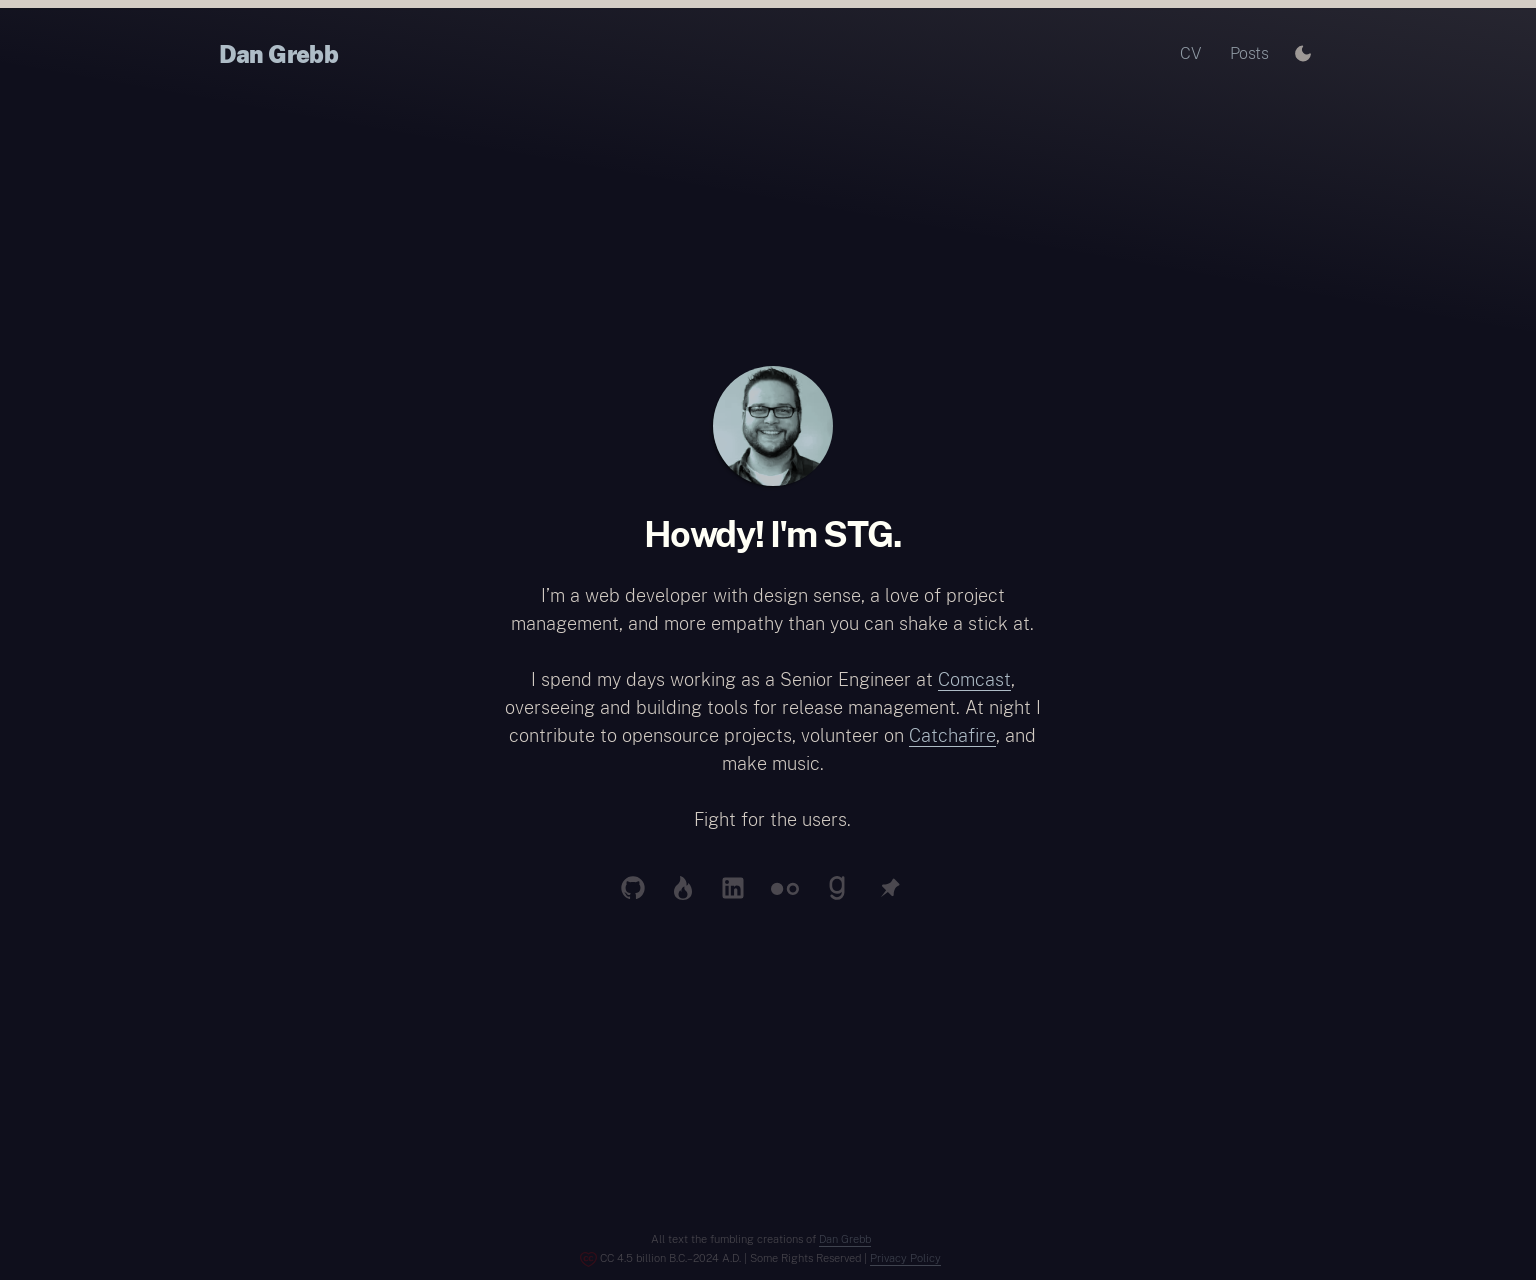 Dan Grebb
CV Posts
Howdy! I'm STG.
I’m a web developer with design sense, a love of project
management, and more empathy than you can shake a stick at.
I spend my days working as a Senior Engineer at Comcast,
overseeing and building tools for release management. At night I
contribute to opensource projects, volunteer on Catchafire, and
make music.
Fight for the users.
All text the fumbling creations of Dan Grebb
CC 4.5 billion B.C.–2024 A.D. | Some Rights Reserved | Privacy Policy